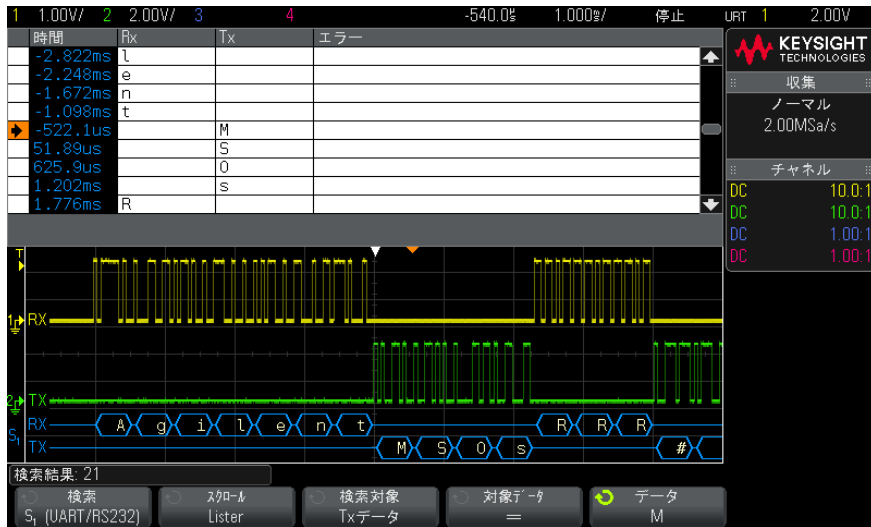 1 1.00V/ 2 2.00V/ 3 4 -540.0us 1.000ms/ 停止 URT 1 2.00V
時間 Rx Tx エラー
-2.822ms l
-2.248ms e
-1.672ms n
-1.098ms t
-522.1us M
51.89us S
625.9us O
1.202ms s
1.776ms R
KEYSIGHT
TECHNOLOGIES
収集
ノーマル
2.00MSa/s
チャネル
DC 10.0:1
DC 10.0:1
DC 1.00:1
DC 1.00:1
T
1 RX
2 TX
S1 RX A g i l e n t R R R
TX M S O s #
検索結果: 21
検索 スクロール 検索対象 対象データ データ
S1 (UART/RS232) Lister Txデータ = M